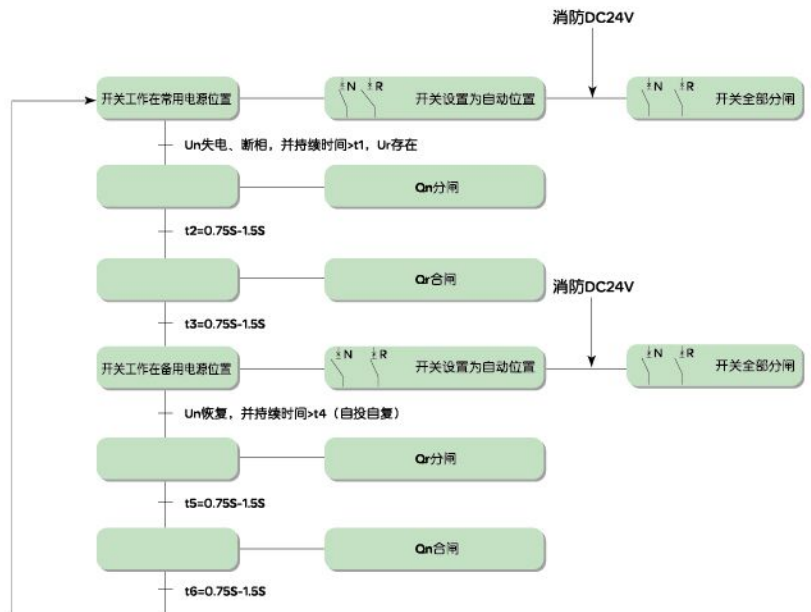 消防DC24V
开关工作在常用电源位置
N R 开关设置为自动位置
N R 开关全部分闸
Un失电、断相，并持续时间>t1，Ur存在
Qn分闸
t2=0.75S-1.5S
Qr合闸
消防DC24V
t3=0.75S-1.5S
开关工作在备用电源位置
N R 开关设置为自动位置
N R 开关全部分闸
Un恢复，并持续时间>t4（自投自复）
Qr分闸
t5=0.75S-1.5S
Qn合闸
t6=0.75S-1.5S